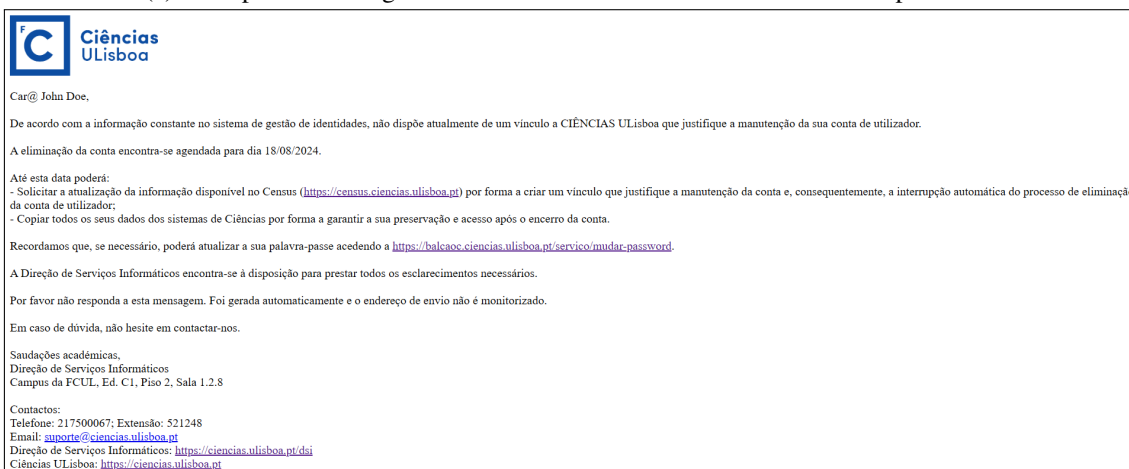 FC
Ciências
ULisboa
Car@ John Doe,
De acordo com a informação constante no sistema de gestão de identidades, não dispõe atualmente de um vínculo a CIÊNCIAS ULisboa que justifique a manutenção da sua conta de utilizador.
A eliminação da conta encontra-se agendada para dia 18/08/2024.
Até esta data poderá:
- Solicitar a atualização da informação disponível no Census (https://census.ciencias.ulisboa.pt) por forma a criar um vínculo que justifique a manutenção da conta e, consequentemente, a interrupção automática do processo de eliminação
da conta de utilizador;
- Copiar todos os seus dados dos sistemas de Ciências por forma a garantir a sua preservação e acesso após o encerro da conta.
Recordamos que, se necessário, poderá atualizar a sua palavra-passe acedendo a https://balcaoc.ciencias.ulisboa.pt/servico/mudar-password.
A Direção de Serviços Informáticos encontra-se à disposição para prestar todos os esclarecimentos necessários.
Por favor não responda a esta mensagem. Foi gerada automaticamente e o endereço de envio não é monitorizado.
Em caso de dúvida, não hesite em contactar-nos.
Saudações académicas,
Direção de Serviços Informáticos
Campus da FCUL, Ed. C1, Piso 2, Sala 1.2.8
Contactos:
Telefone: 217500067; Extensão: 521248
Email: suporte@ciencias.ulisboa.pt
Direção de Serviços Informáticos: https://ciencias.ulisboa.pt/dsi
Ciências ULisboa: https://ciencias.ulisboa.pt